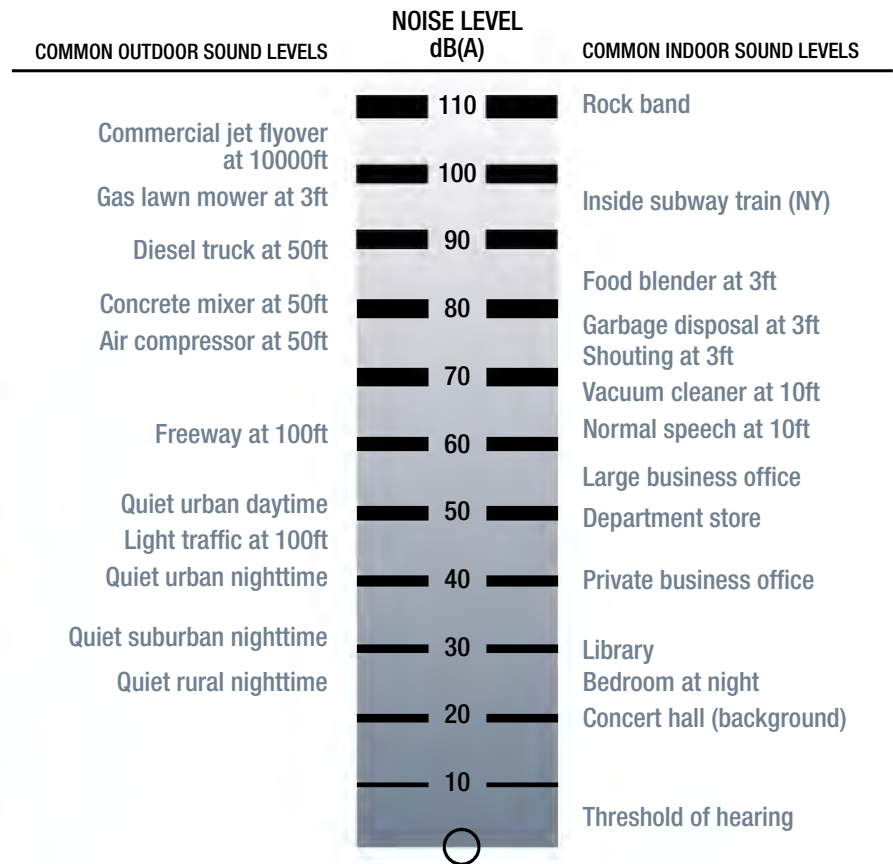 COMMON OUTDOOR SOUND LEVELS
NOISE LEVEL
dB(A)
COMMON INDOOR SOUND LEVELS
110
Rock band
Commercial jet flyover
at 10000ft
100
Gas lawn mower at 3ft
Inside subway train (NY)
90
Diesel truck at 50ft
Food blender at 3ft
Concrete mixer at 50ft
80
Garbage disposal at 3ft
Air compressor at 50ft
Shouting at 3ft
70
Vacuum cleaner at 10ft
Freeway at 100ft
Normal speech at 10ft
60
Large business office
Quiet urban daytime
50
Department store
Light traffic at 100ft
Quiet urban nighttime
40
Private business office
Quiet suburban nighttime
30
Library
Quiet rural nighttime
Bedroom at night
20
Concert hall (background)
10
Threshold of hearing